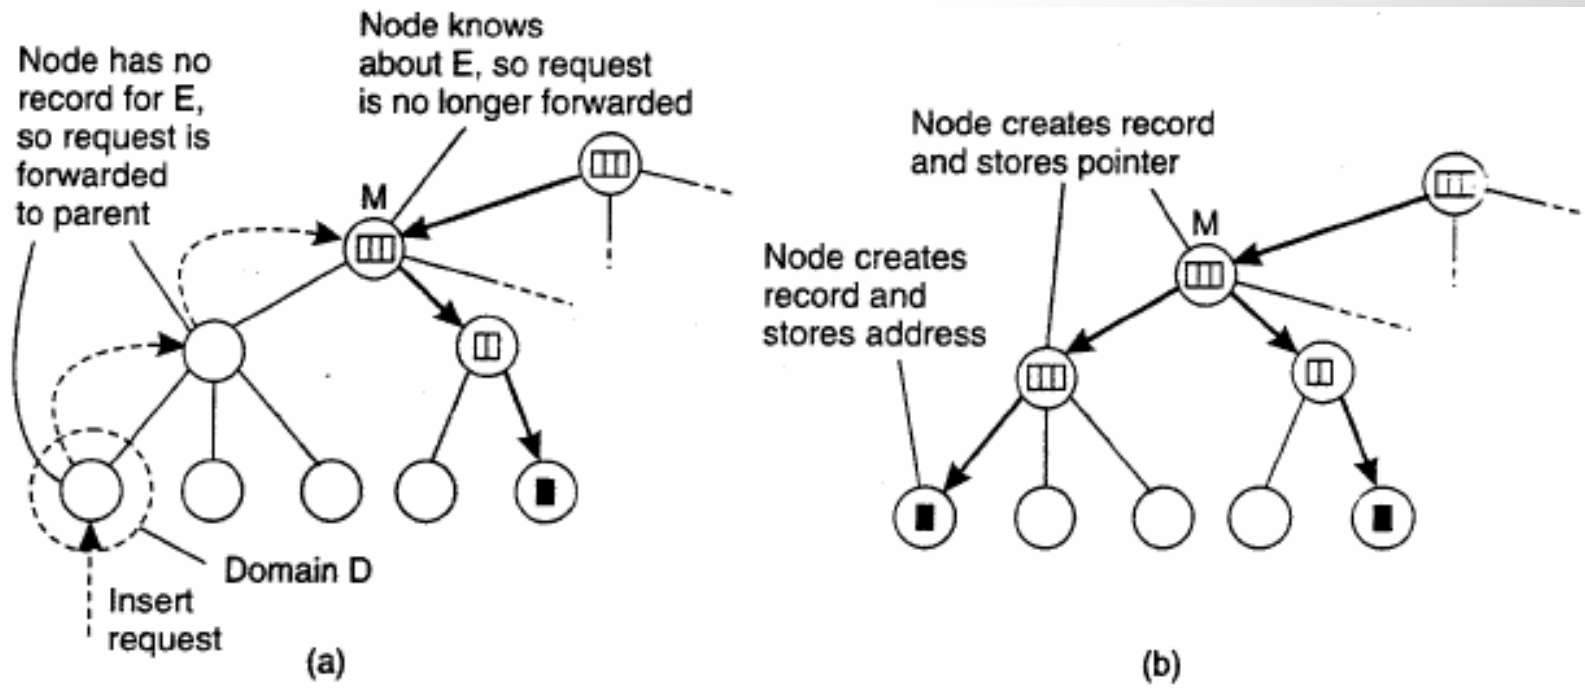 Node has no
record for E,
so request is
forwarded
to parent
Node knows
about E, so request
is no longer forwarded
M
Domain D
Insert
request
(a)
Node creates record
and stores pointer
M
Node creates
record and
stores address
(b)